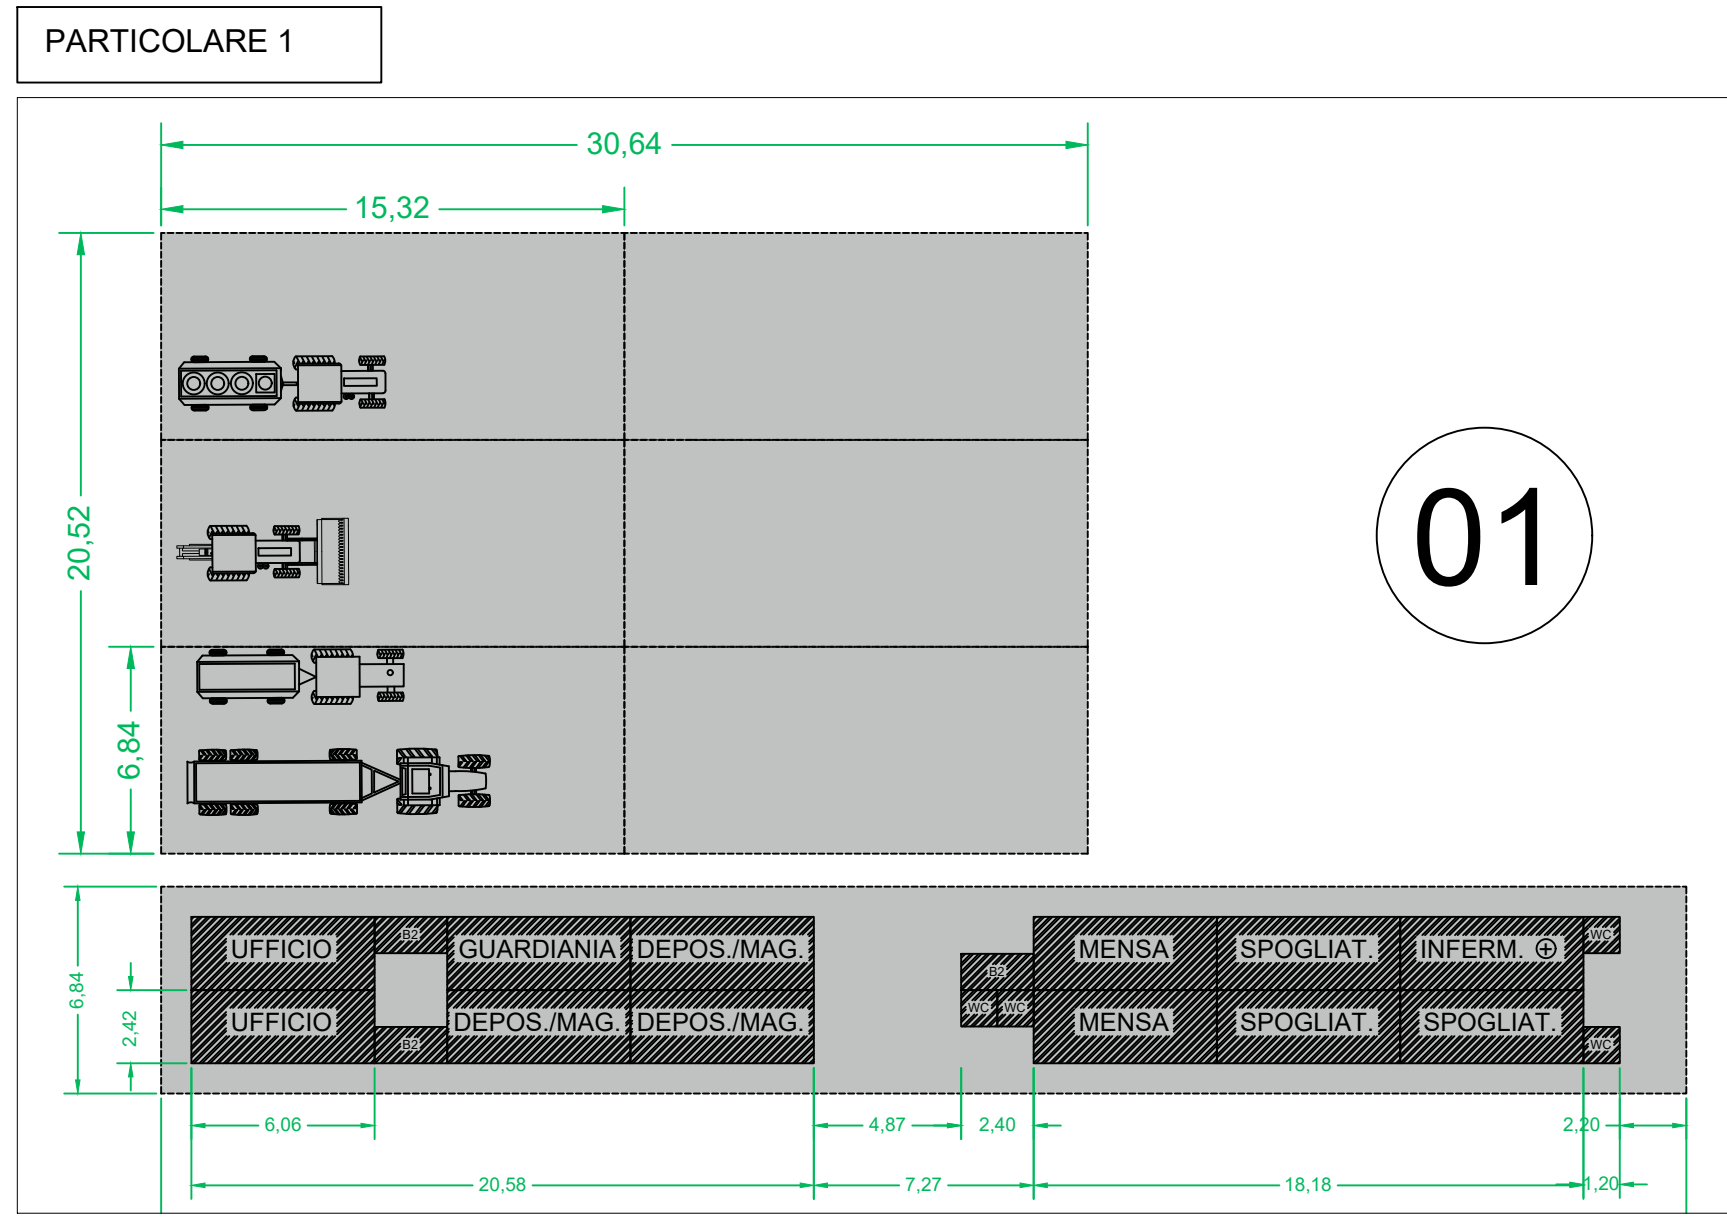 PARTICOLARE 1
30,64
15,32
20,52
6,84
01
6,84
2,42
UFFICIO B2 GUARDIANIA DEPOS./MAG. MENSA SPOGLIAT. INFERM. WC
B2
UFFICIO DEPOS./MAG. DEPOS./MAG. WC WC MENSA SPOGLIAT. SPOGLIAT.
B2 WC
6,06 4,87 2,40 2,20
20,58 7,27 18,18 1,20